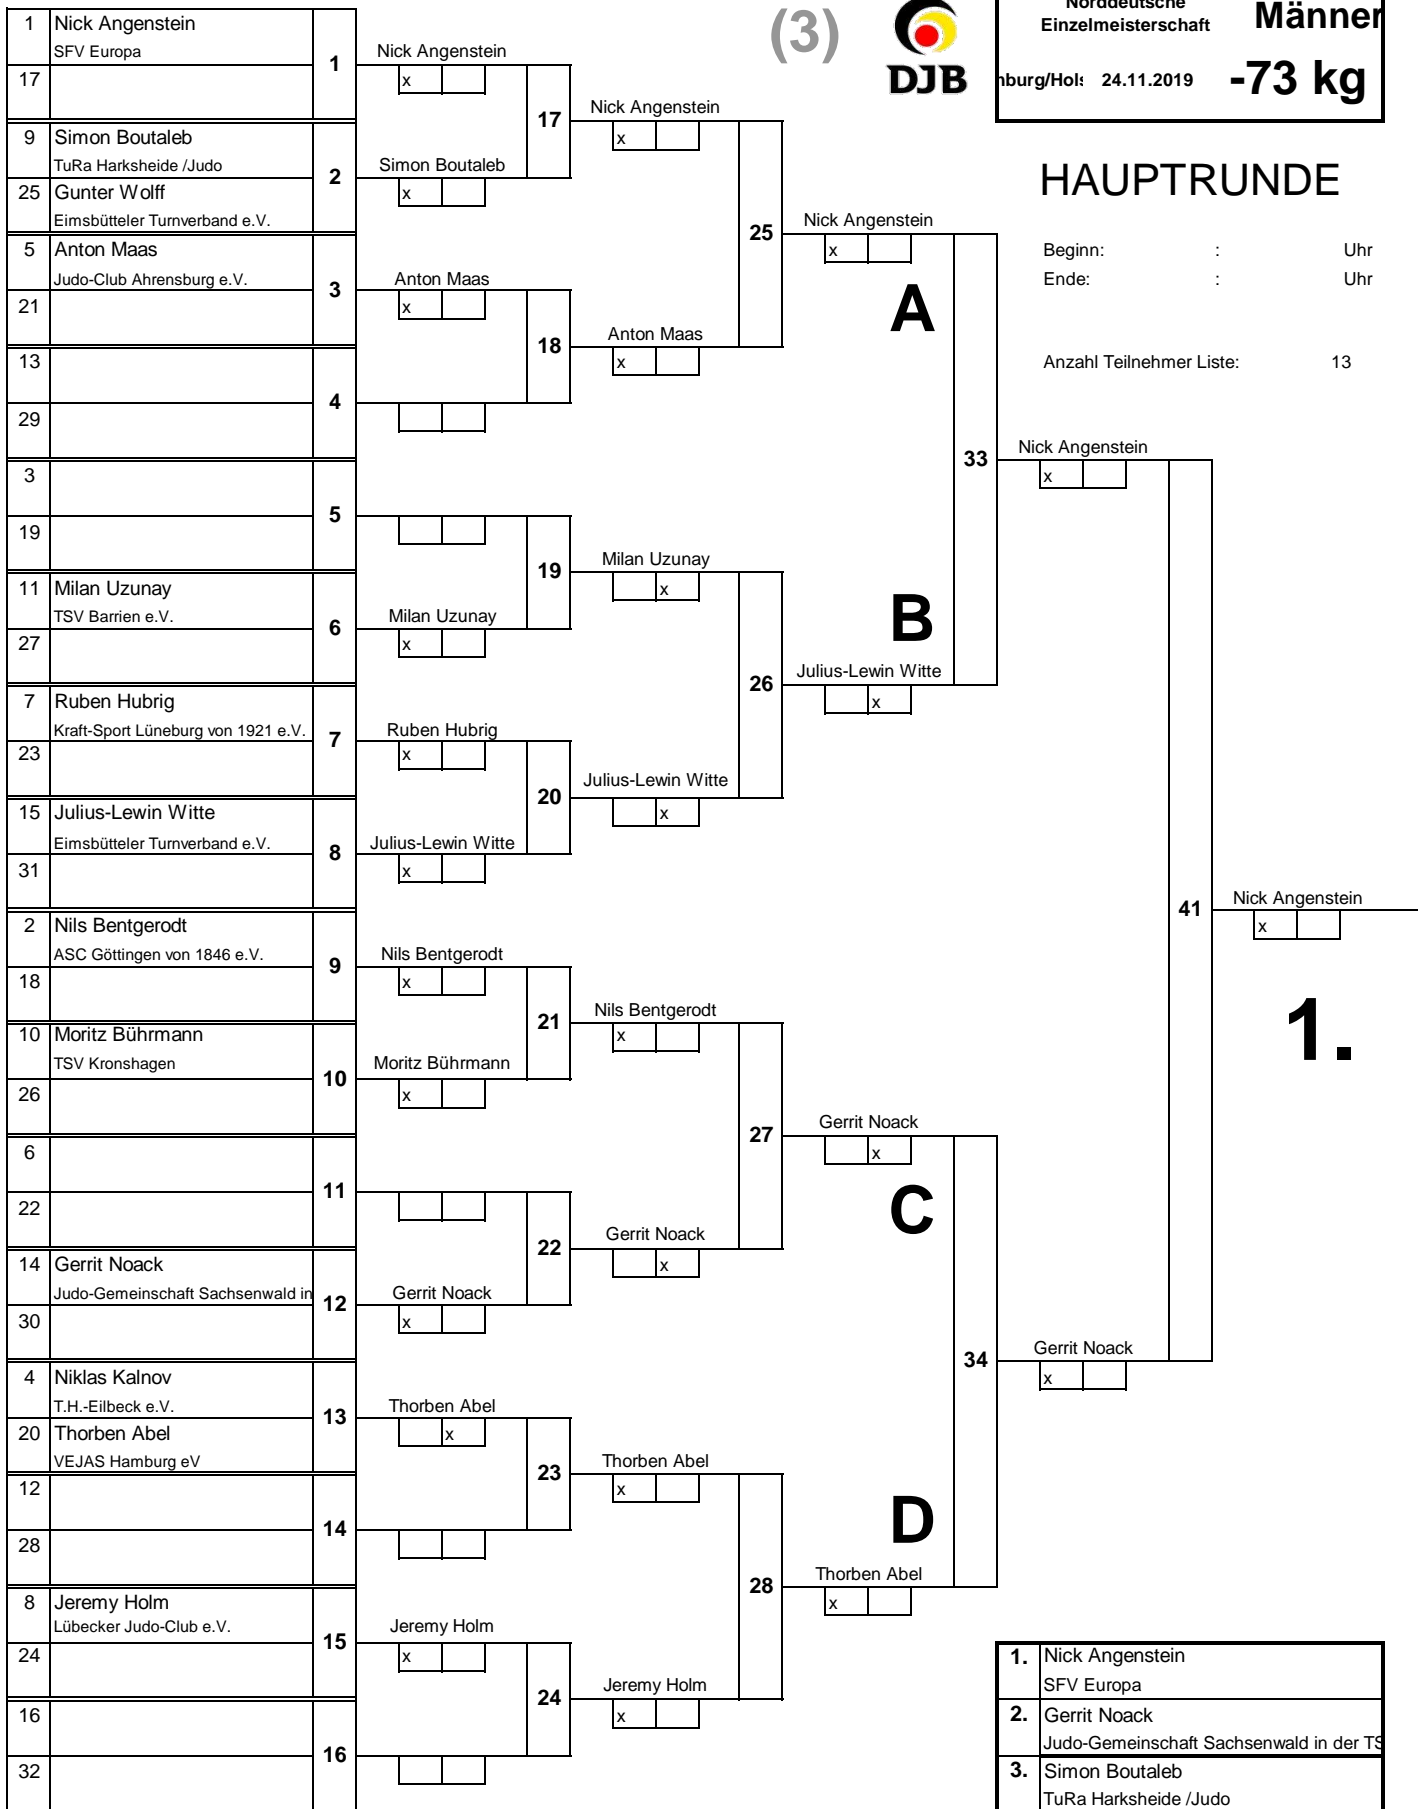 (3)
DJB
Norddeutsche
Einzelmeisterschaft
Männer
24.11.2019
-73 kg
HAUPTRUNDE
Beginn: : Uhr
Ende: : Uhr
Anzahl Teilnehmer Liste: 13
1 Nick Angenstein
SFV Europa
17
1
9 Simon Boutaleb
TuRa Harksheide /Judo
25 Gunter Wolff
Eimsbütteler Turnverband e.V.
2
5 Anton Maas
Judo-Club Ahrensburg e.V.
21
3
13
29
4
3
19
5
11 Milan Uzunay
TSV Barrien e.V.
27
6
7 Ruben Hubrig
Kraft-Sport Lüneburg von 1921 e.V.
23
7
15 Julius-Lewin Witte
Eimsbütteler Turnverband e.V.
31
8
2 Nils Bentgerodt
ASC Göttingen von 1846 e.V.
18
9
10 Moritz Bührmann
TSV Kronshagen
26
10
6
22
11
14 Gerrit Noack
Judo-Gemeinschaft Sachsenwald in
30
12
4 Niklas Kalnov
T.H.-Eilbeck e.V.
20 Thorben Abel
VEJAS Hamburg eV
13
12
28
14
8 Jeremy Holm
Lübecker Judo-Club e.V.
24
15
16
32
16
Nick Angenstein
x
17
Simon Boutaleb
x
Anton Maas
x
18
19
Milan Uzunay
x
Ruben Hubrig
x
20
Julius-Lewin Witte
x
Nils Bentgerodt
x
21
Moritz Bührmann
x
22
Gerrit Noack
x
Thorben Abel
x
23
Jeremy Holm
x
24
Nick Angenstein
x
25
Anton Maas
x
Milan Uzunay
x
26
Julius-Lewin Witte
x
Nils Bentgerodt
x
27
Gerrit Noack
x
Thorben Abel
x
28
Jeremy Holm
x
Nick Angenstein
x
A
33
B
Julius-Lewin Witte
x
Gerrit Noack
x
C
34
D
Thorben Abel
x
Nick Angenstein
x
41
Gerrit Noack
x
Nick Angenstein
x
1.
1. Nick Angenstein
SFV Europa
2. Gerrit Noack
Judo-Gemeinschaft Sachsenwald in der
3. Simon Boutaleb
TuRa Harksheide /Judo